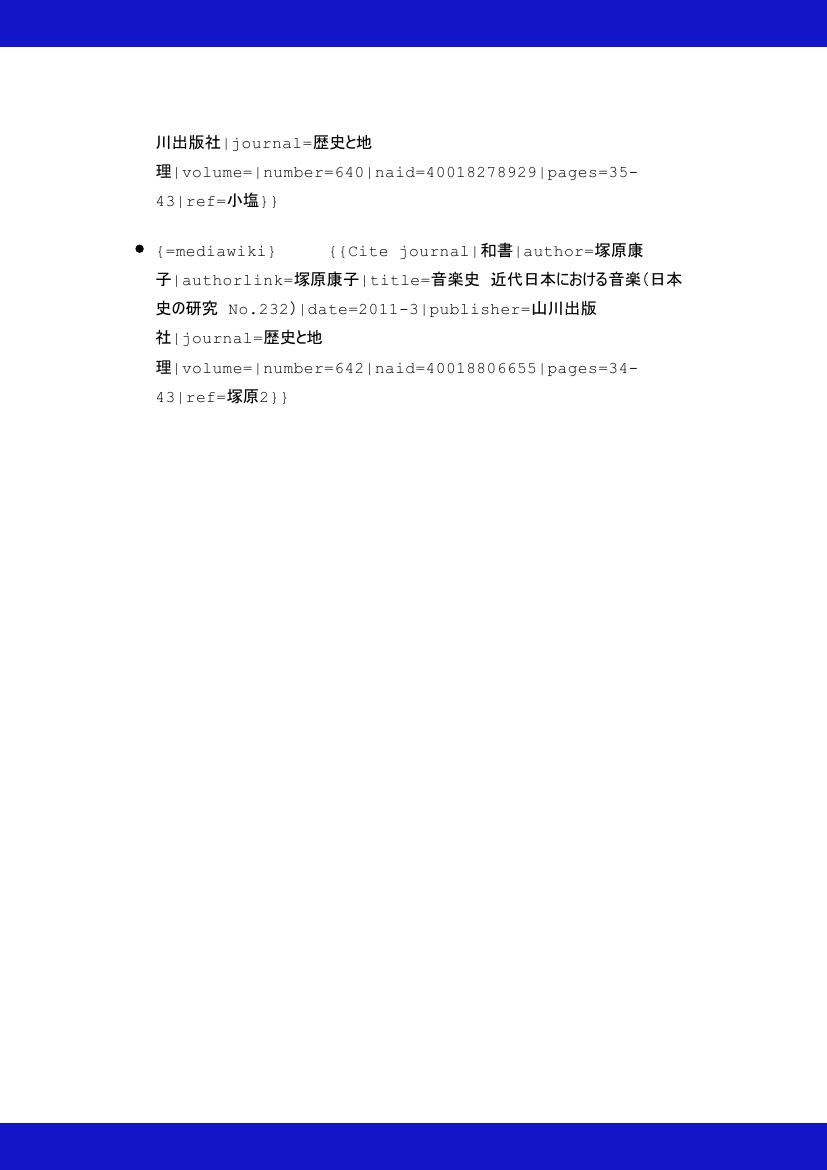 川出版社|journal=歴史と地
理|volume=|number=640|naid=40018278929|pages=35-
43|ref=小塩}}
● {=mediawiki} {{Cite journal|和書|author=塚原康
子|authorlink=塚原康子|title=音楽史 近代日本における音楽(日本
史の研究 No.232)|date=2011-3|publisher=山川出版
社|journal=歴史と地
理|volume=|number=642|naid=40018806655|pages=34-
43|ref=塚原2}}